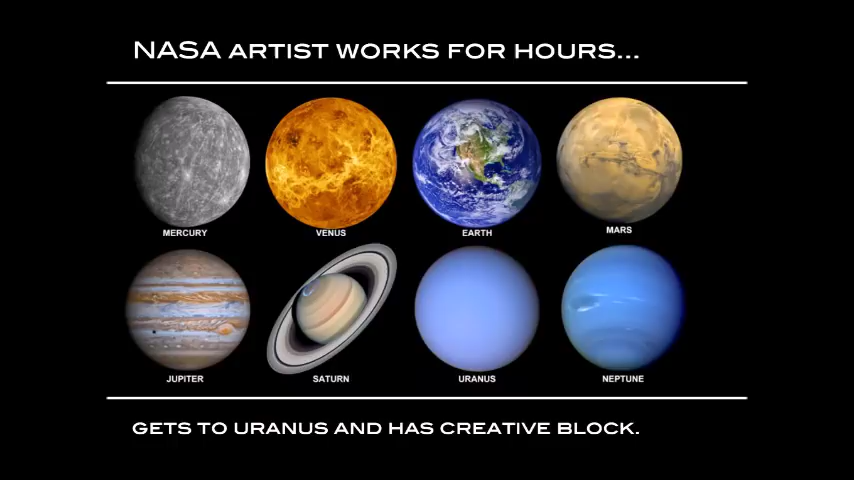 NASA ARTIST WORKS FOR HOURS...
MERCURY
VENUS
EARTH
MARS
JUPITER
SATURN
URANUS
NEPTUNE
GETS TO URANUS AND HAS CREATIVE BLOCK.